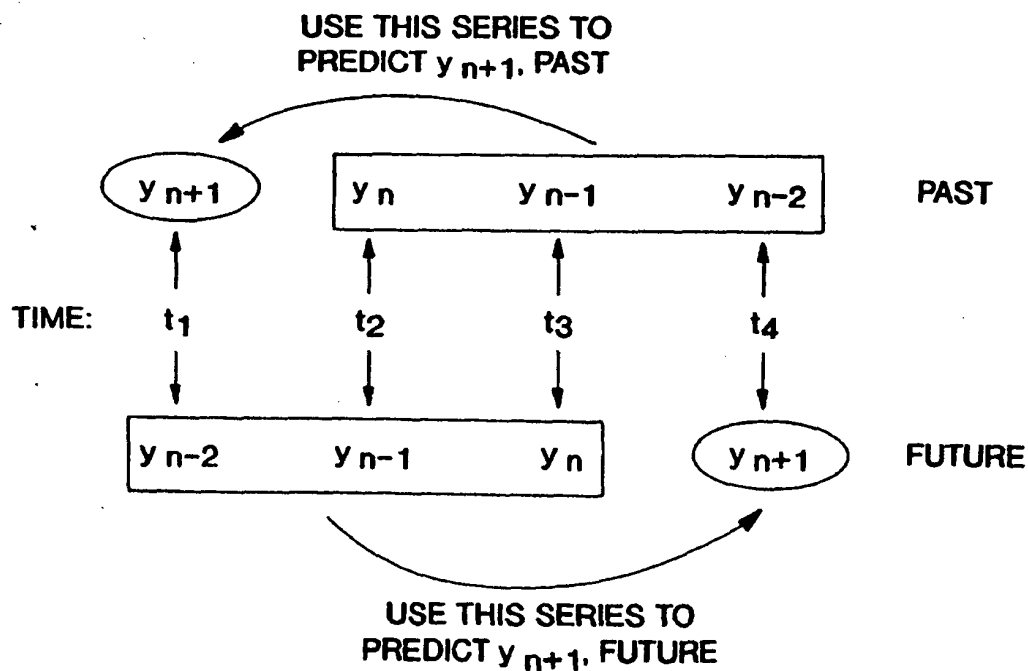 USE THIS SERIES TO
PREDICT y n+1, PAST
y n+1 y n y n-1 y n-2 PAST
TIME: t1 t2 t3 t4
y n-2 y n-1 y n y n+1 FUTURE
USE THIS SERIES TO
PREDICT y n+1, FUTURE